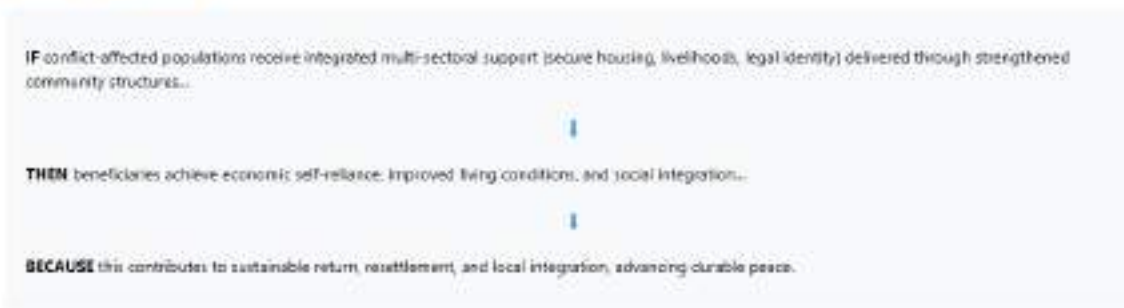 IF conflict-affected populations receive integrated multi-sectoral support (secure housing, livelihoods, legal identity) delivered through strengthened
community structures...
THEN beneficiaries achieve economic self-reliance, improved living conditions, and social integration...
BECAUSE this contributes to sustainable return, resettlement, and local integration, advancing durable peace.